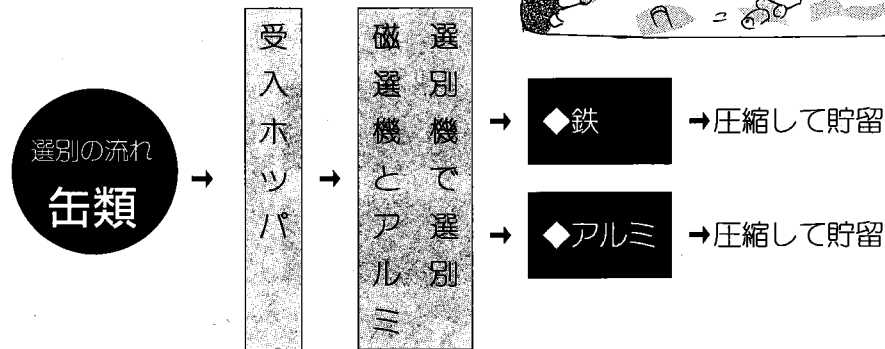 選別の流れ
缶類
→
受入ホッパ
→
磁選機とアルミ
選別機で選別
→
◆鉄
→圧縮して貯留
→
◆アルミ
→圧縮して貯留